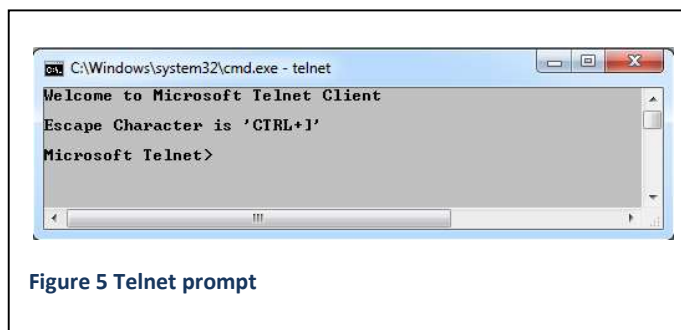 C:\Windows\system32\cmd.exe - telnet
Welcome to Microsoft Telnet Client
Escape Character is 'CTRL+]'
Microsoft Telnet>
Figure 5 Telnet prompt